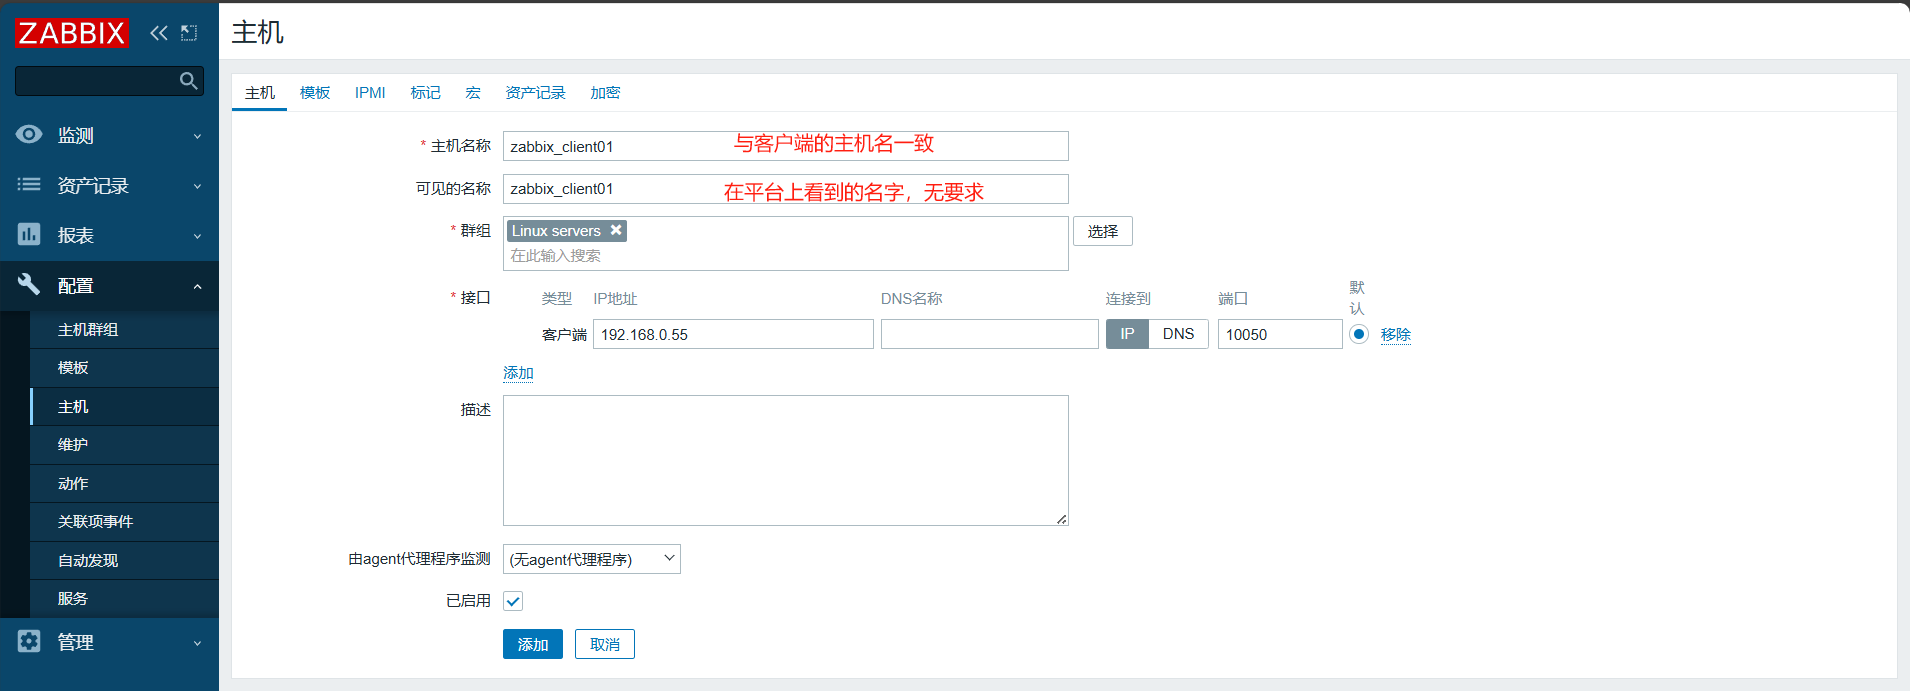 ZABBIX
监测
资产记录
报表
配置
主机群组
模板
主机
维护
动作
关联项事件
自动发现
服务
管理
主机
主机 模板 IPMI 标记 宏 资产记录 加密
* 主机名称 zabbix_client01 与客户端的主机名一致
可见的名称 zabbix_client01 在平台上看到的名字，无要求
* 群组 Linux servers 选择
在此输入搜索
* 接口 类型 IP地址 DNS名称 连接到 端口 默认
客户端 192.168.0.55 IP DNS 10050 移除
添加
描述
由agent代理程序监测 (无agent代理程序)
已启用
添加 取消